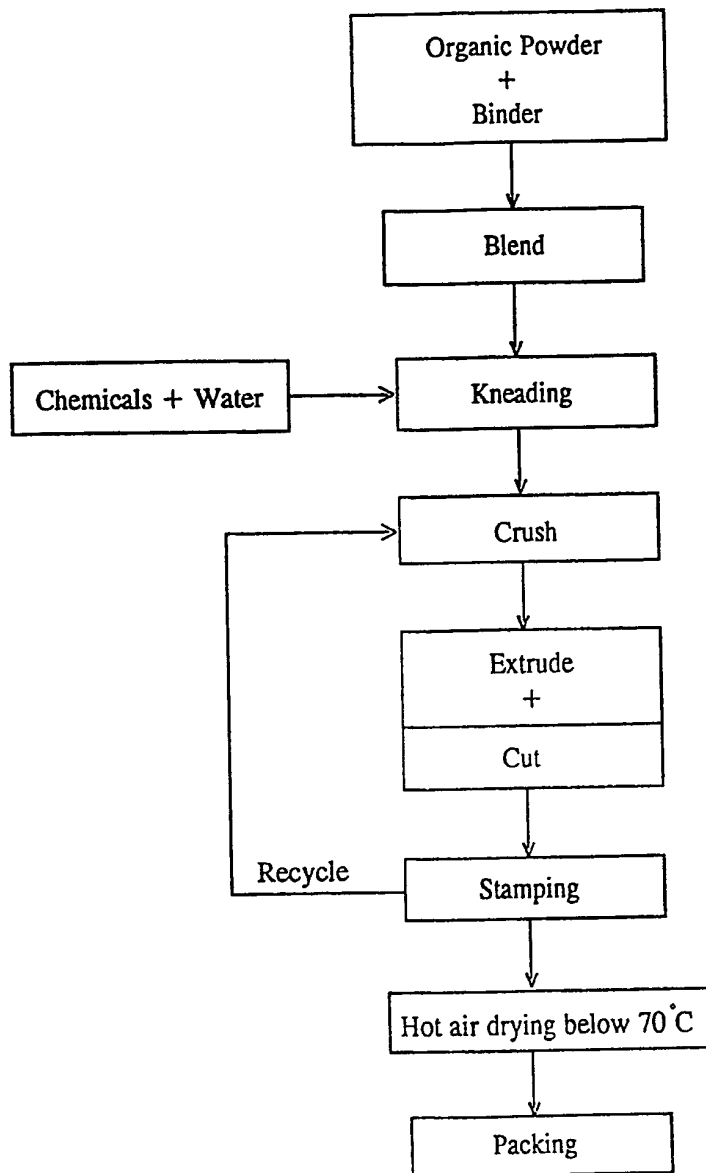 Organic Powder
+
Binder
Blend
Chemicals + Water
Kneading
Crush
Extrude
+
Cut
Recycle
Stamping
Hot air drying below 70°C
Packing